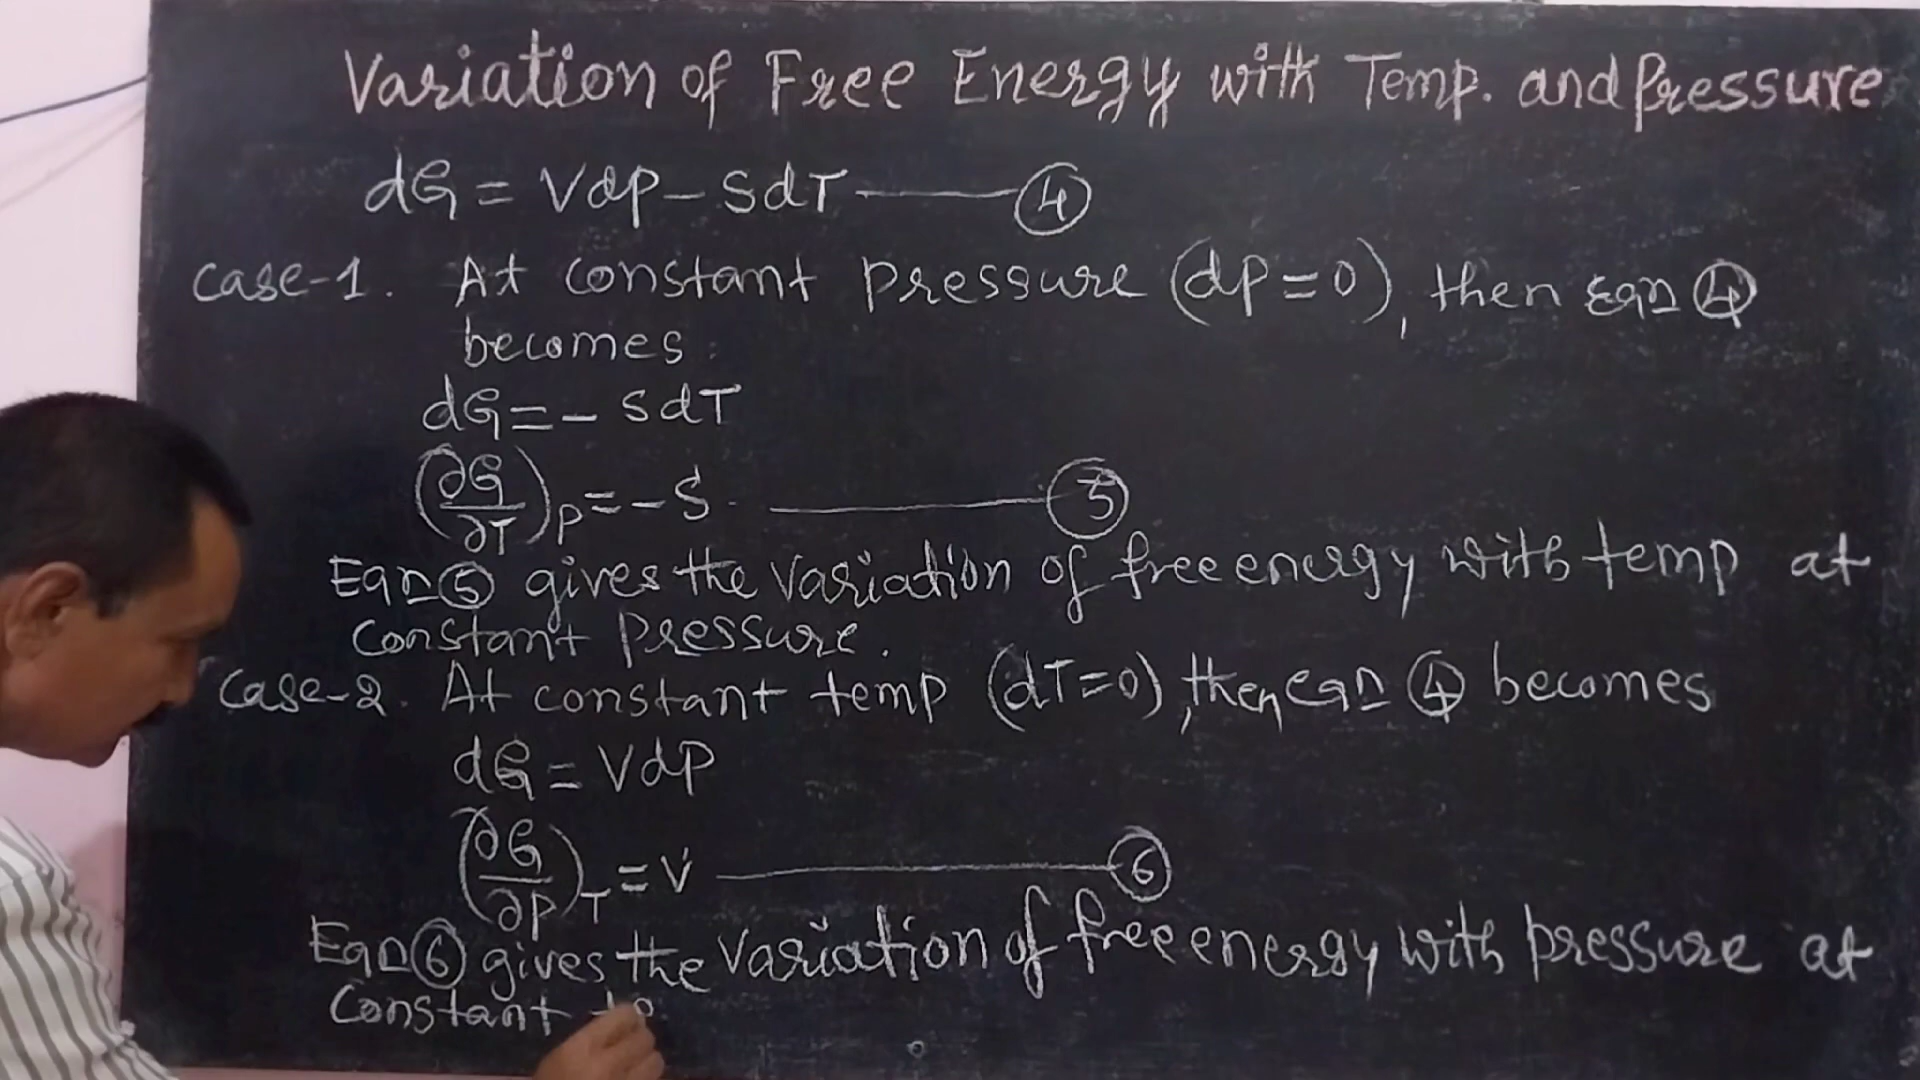 Variation of Free Energy with Temp. and Pressure
dG = Vdp - SdT ——— ④
Case-1. At constant pressure (dp = 0), then Eqn ④
becomes
dG = - SdT
(∂G/∂T)P = - S ——— ⑤
Eqn ⑤ gives the variation of free energy with temp at
constant pressure.
Case-2. At constant temp (dT=0), then eqn ④ becomes
dG = VdP
(∂G/∂P)T = V ——— ⑥
Eqn ⑥ gives the variation of free energy with pressure at
constant te